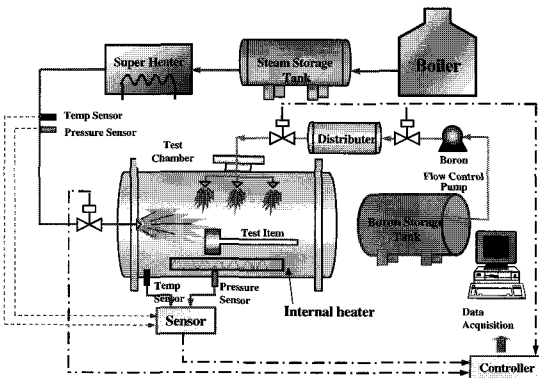 Super Heater
Steam Storage
Tank
Boiler
Temp Sensor
Pressure Sensor
Test
Chamber
Distributer
Boron
Flow Control
Pump
Test Item
Boron Storage
Tank
Temp
Sensor
Pressure
Sensor
Internal heater
Sensor
Data
Acquisition
Controller